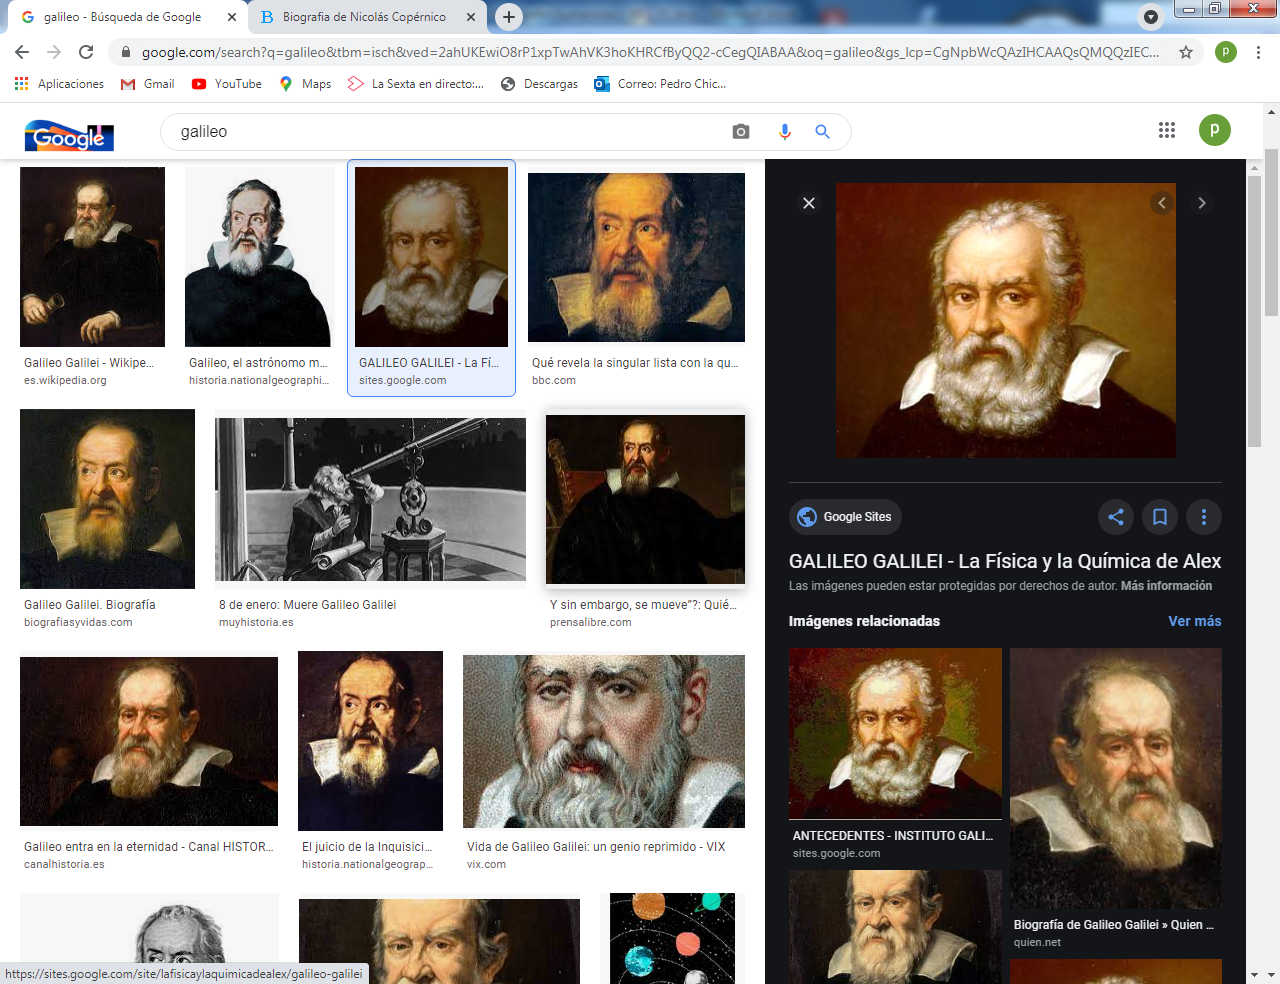 galileo - Búsqueda de Google
Biografia de Nicolás Copérnico
google.com/search?q=galileo&tbm=isch&ved=2ahUKEwiO8rP1xpTwAhVK3hoKHRCfByQQ2-cCegQIABAA&oq=galileo&gs_lcp=CgNpbWcQAzIHCAAQsQMQQzIEC...
p
Aplicaciones
Gmail
YouTube
Maps
La Sexta en directo:...
Descargas
Correo: Pedro Chic...
Google
galileo
p
Galileo Galilei - Wikipe...
es.wikipedia.org
Galileo, el astrónomo m...
historia.nationalgeographi...
GALILEO GALILEI - La Fí...
sites.google.com
Qué revela la singular lista con la qu...
bbc.com
Galileo Galilei. Biografía
biografiasyvidas.com
8 de enero: Muere Galileo Galilei
muyhistoria.es
Y sin embargo, se mueve"?: Quié...
prensalibre.com
Galileo entra en la eternidad - Canal HISTOR...
canalhistoria.es
El juicio de la Inquisici...
historia.nationalgeograp...
Vida de Galileo Galilei: un genio reprimido - VIX
vix.com
Google Sites
GALILEO GALILEI - La Física y la Química de Alex
Las imágenes pueden estar protegidas por derechos de autor. Más información
Imágenes relacionadas
Ver más
ANTECEDENTES - INSTITUTO GALI...
sites.google.com
Biografía de Galileo Galilei » Quien ...
quien.net
https://sites.google.com/site/lafisicaylaquimicadealex/galileo-galilei